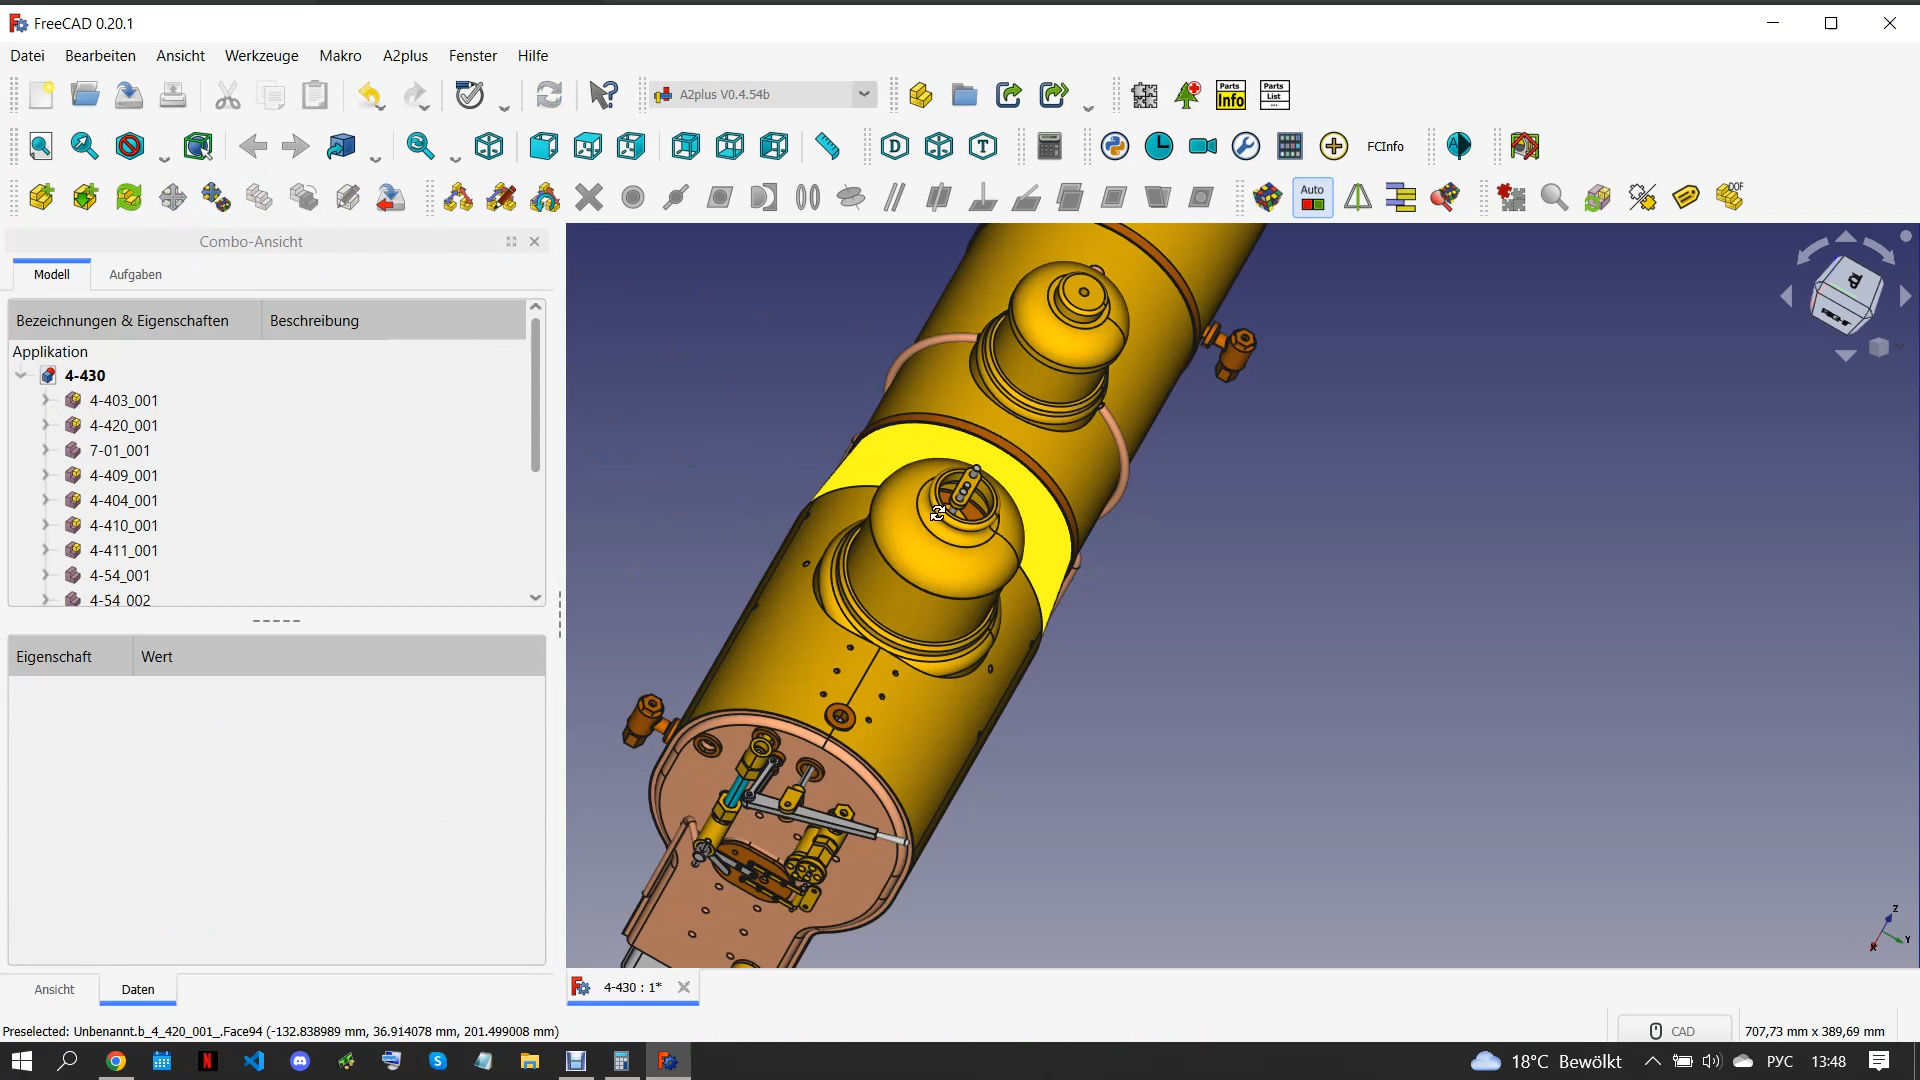 FreeCAD 0.20.1
Datei Bearbeiten Ansicht Werkzeuge Makro A2plus Fenster Hilfe
A2plus V0.4.54b
Parts Info
Parts List
D
T
FCInfo
Auto
DOF
Combo-Ansicht
Modell Aufgaben
Bezeichnungen & Eigenschaften Beschreibung
Applikation
4-430
4-403_001
4-420_001
7-01_001
4-409_001
4-404_001
4-410_001
4-411_001
4-54_001
4-54_002
Eigenschaft Wert
Ansicht Daten
4-430 : 1*
Z
Y
X
Preselected: Unbenannt.b_4_420_001_.Face94 (-132.838989 mm, 36.914078 mm, 201.499008 mm)
CAD
707,73 mm x 389,69 mm
18°C Bewölkt
РУС
13:48